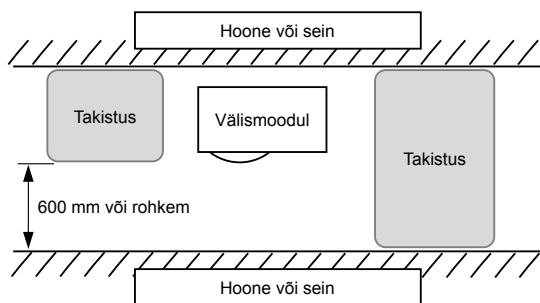 Hoone või sein
Takistus
Välismoodul
Takistus
600 mm või rohkem
Hoone või sein